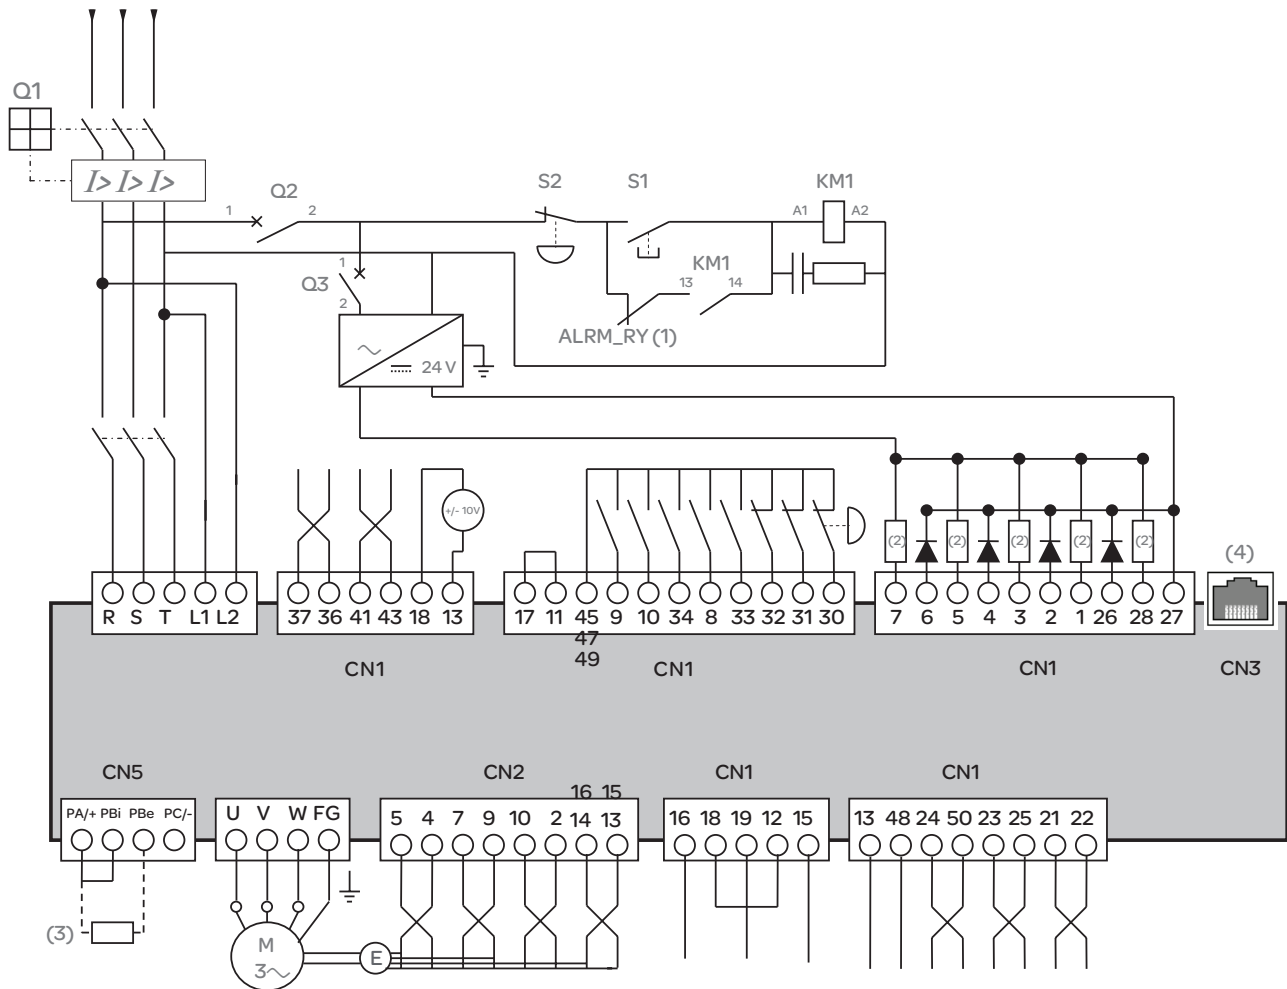 Q1
I> I> I>
Q2
1
2
S2
S1
KM1
A1
A2
1
Q3
2
KM1
13
14
ALRM_RY (1)
24 V
+/- 10V
(2) (2) (2) (2) (2)
(4)
R S T L1 L2
37 36 41 43 18 13
17 11 45 9 10 34 8 33 32 31 30
47
49
7 6 5 4 3 2 1 26 28 27
CN1
CN1
CN1
CN3
CN5
CN2
CN1
CN1
PA/+ PBi PBe PC/-
U V W FG
16 15
5 4 7 9 10 2 14 13
16 18 19 12 15
13 48 24 50 23 25 21 22
(3)
M
3~
E